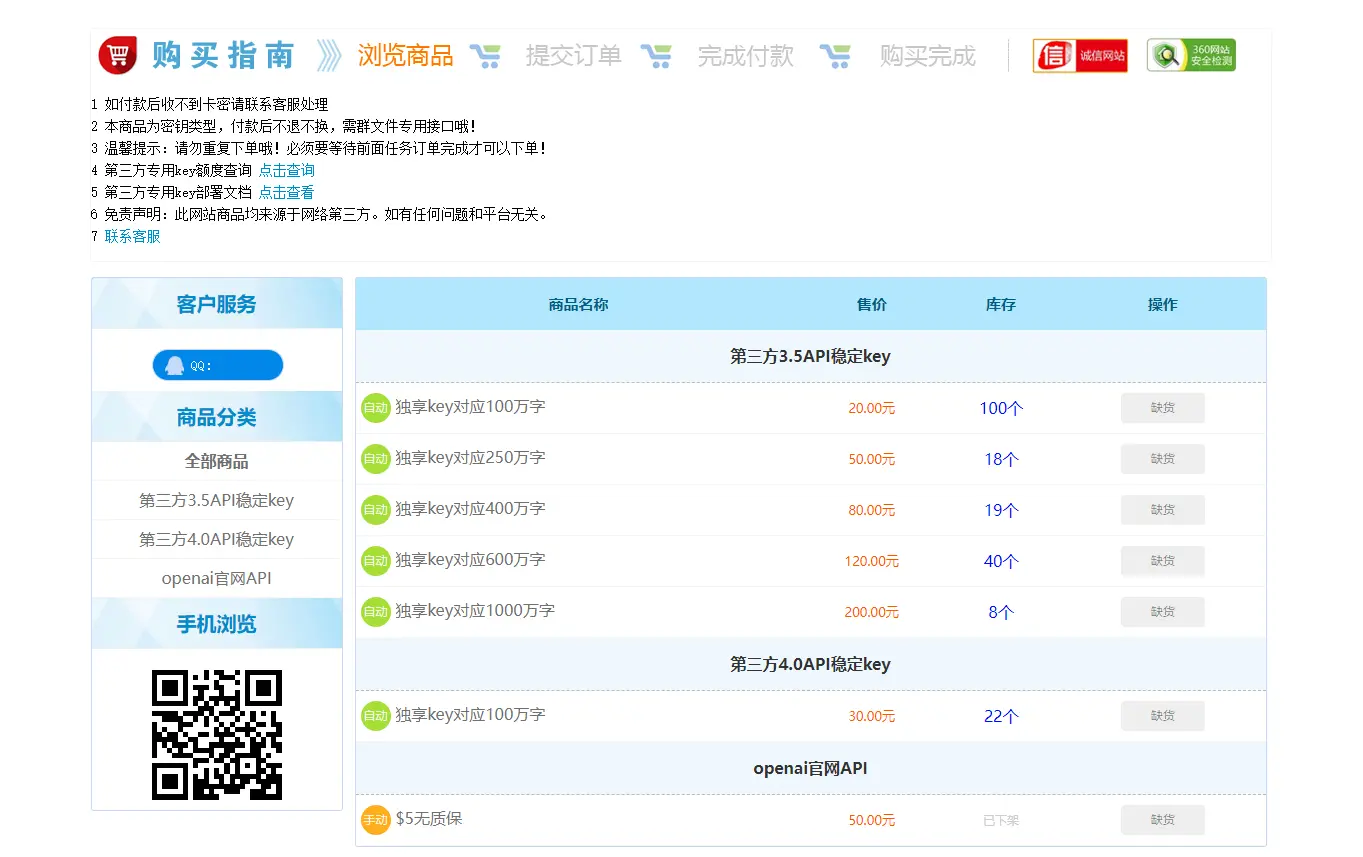 购买指南 浏览商品 提交订单 完成付款 购买完成 信 诚信网站 360网站安全检测
1 如付款后收不到卡密请联系客服处理
2 本商品为密钥类型，付款后不退不换，需群文件专用接口哦！
3 温馨提示：请勿重复下单哦！必须要等待前面任务订单完成才可以下单！
4 第三方专用key额度查询 点击查询
5 第三方专用key部署文档 点击查看
6 免责声明：此网站商品均来源于网络第三方。如有任何问题和平台无关。
7 联系客服
客户服务
QQ：
商品分类
全部商品
第三方3.5API稳定key
第三方4.0API稳定key
openai官网API
手机浏览
商品名称 售价 库存 操作
第三方3.5API稳定key
自动 独享key对应100万字 20.00元 100个 缺货
自动 独享key对应250万字 50.00元 18个 缺货
自动 独享key对应400万字 80.00元 19个 缺货
自动 独享key对应600万字 120.00元 40个 缺货
自动 独享key对应1000万字 200.00元 8个 缺货
第三方4.0API稳定key
自动 独享key对应100万字 30.00元 22个 缺货
openai官网API
手动 $5无质保 50.00元 已下架 缺货